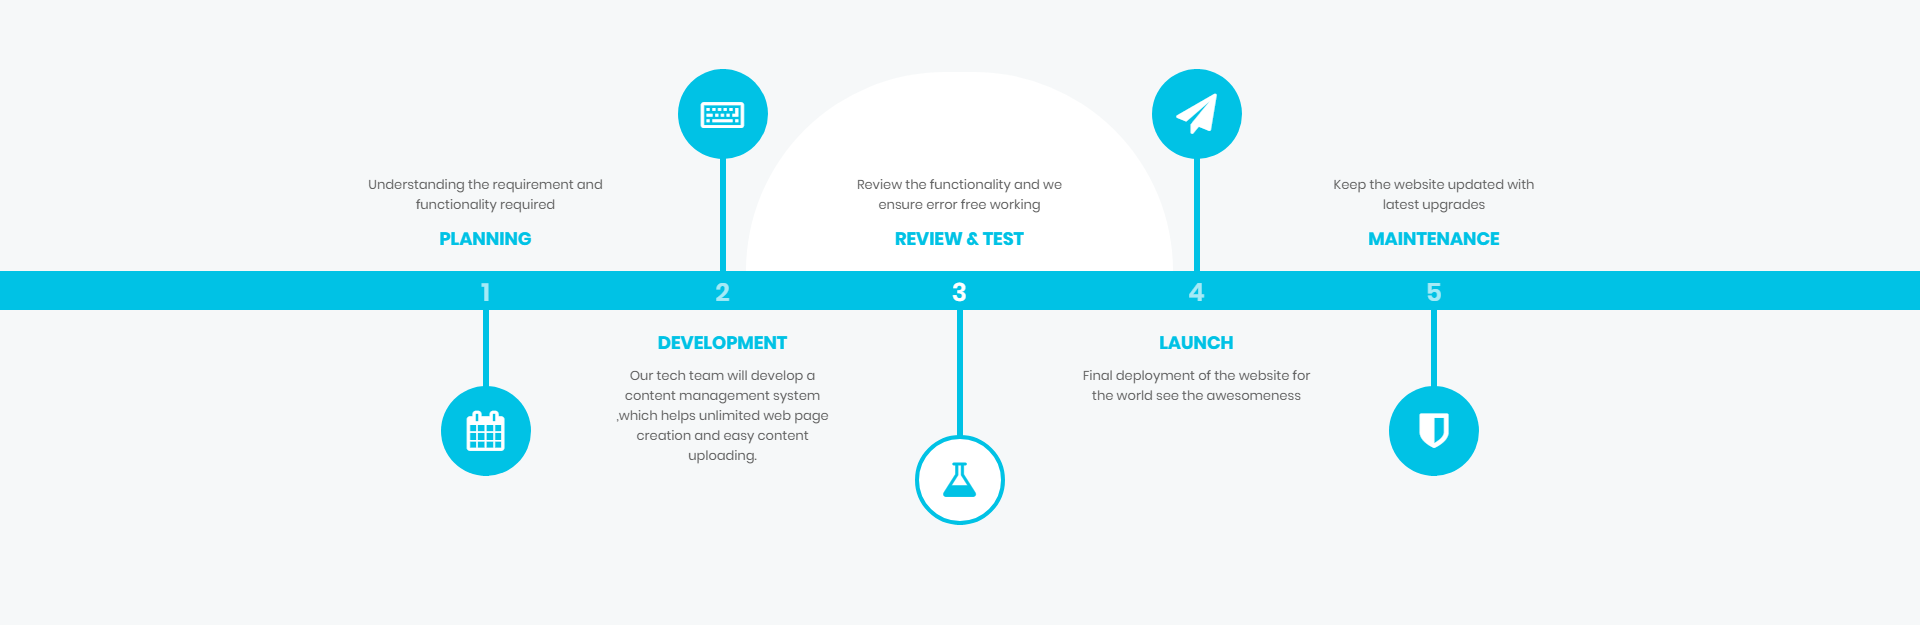 Understanding the requirement and
functionality required
PLANNING
1
2
DEVELOPMENT
Our tech team will develop a
content management system
,which helps unlimited web page
creation and easy content
uploading.
Review the functionality and we
ensure error free working
REVIEW & TEST
3
4
LAUNCH
Final deployment of the website for
the world see the awesomeness
Keep the website updated with
latest upgrades
MAINTENANCE
5